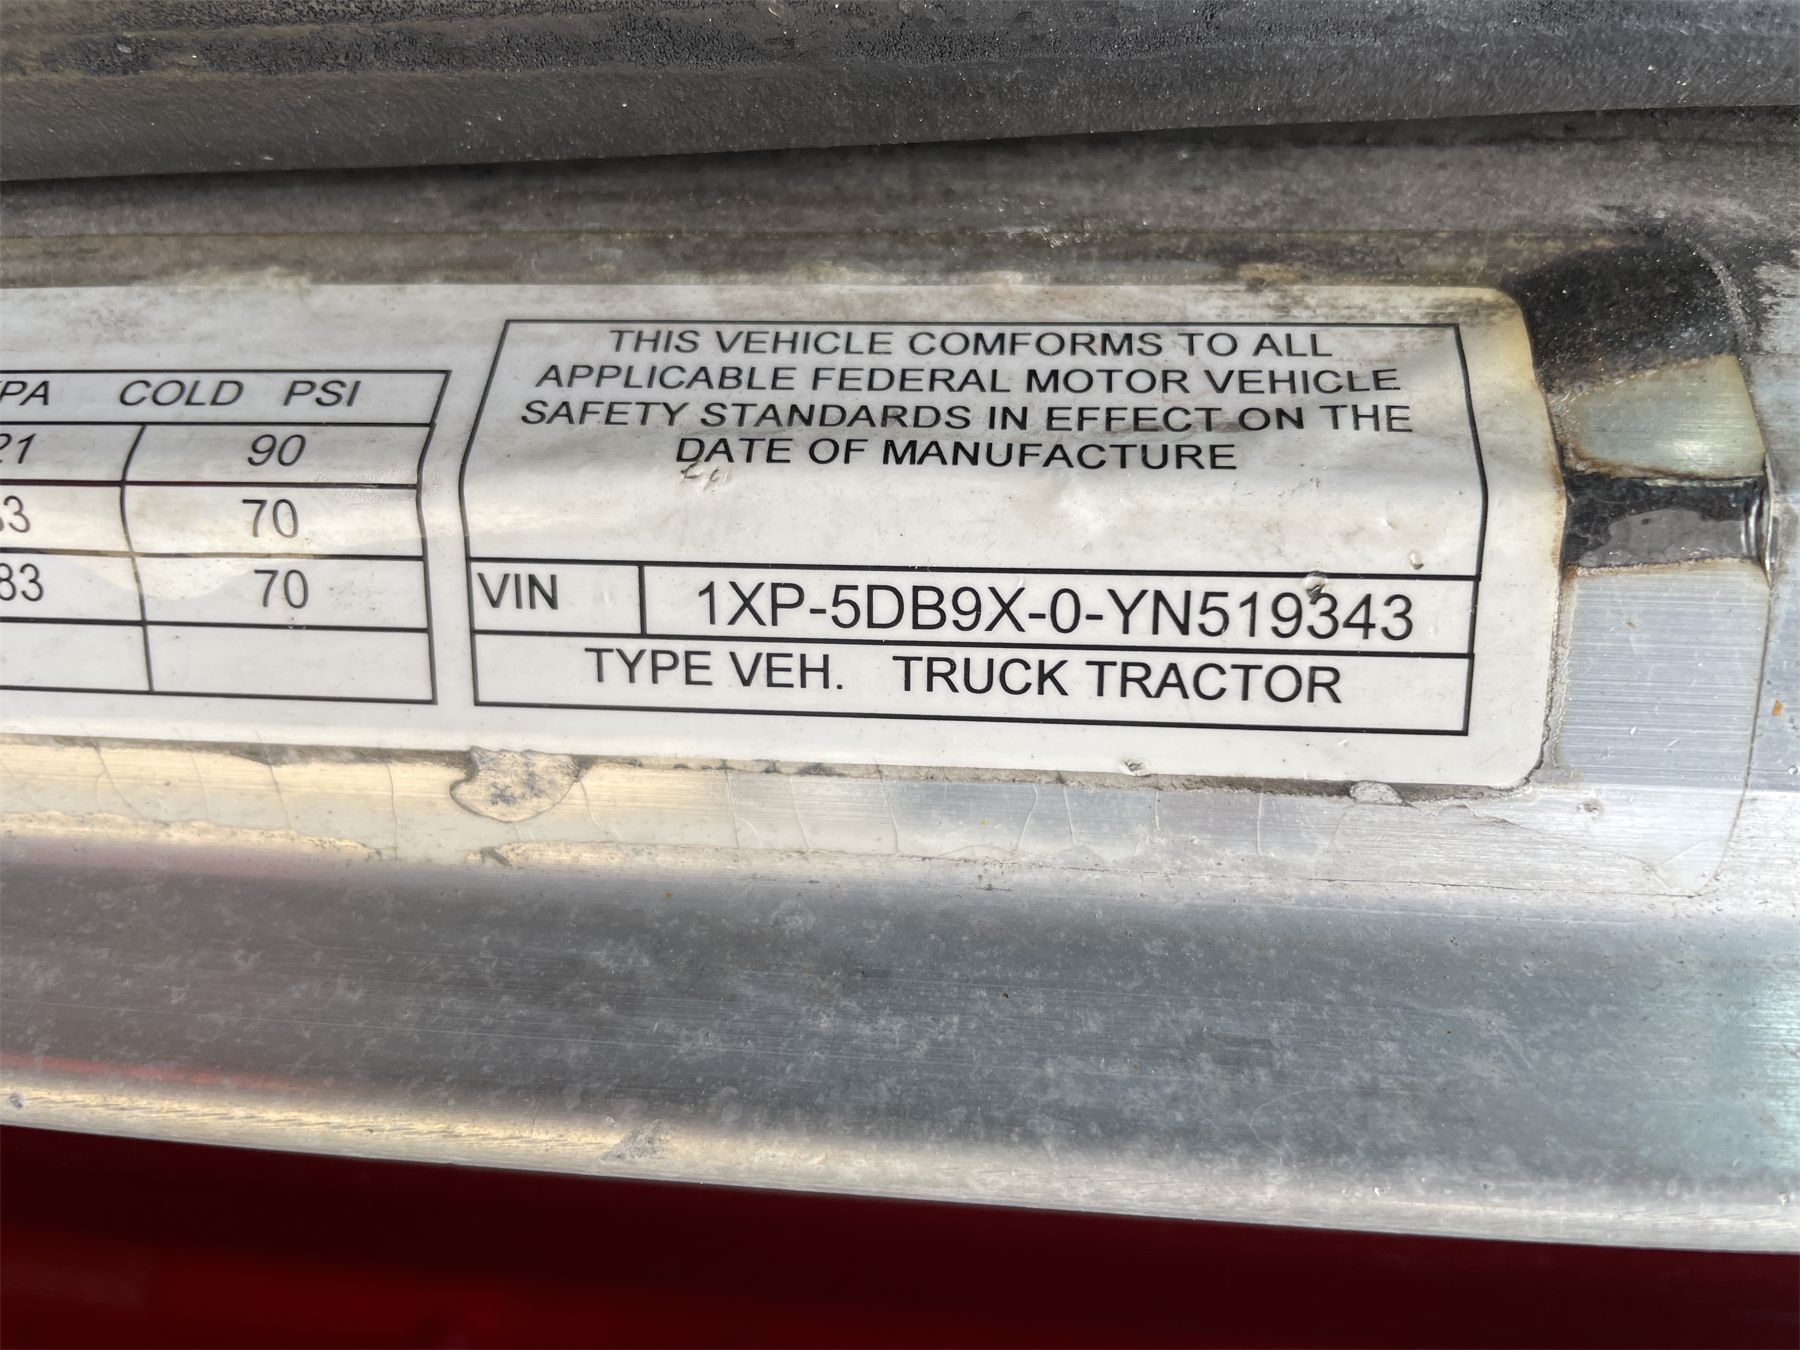 PA COLD PSI
21 90
33 70
83 70
THIS VEHICLE COMFORMS TO ALL
APPLICABLE FEDERAL MOTOR VEHICLE
SAFETY STANDARDS IN EFFECT ON THE
DATE OF MANUFACTURE
VIN 1XP-5DB9X-0-YN519343
TYPE VEH. TRUCK TRACTOR